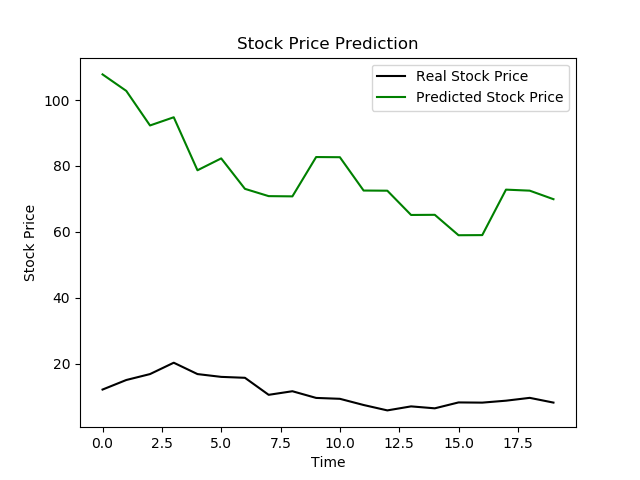 Stock Price Prediction
Real Stock Price
Predicted Stock Price
100
80
60
40
20
Stock Price
0.0 2.5 5.0 7.5 10.0 12.5 15.0 17.5
Time